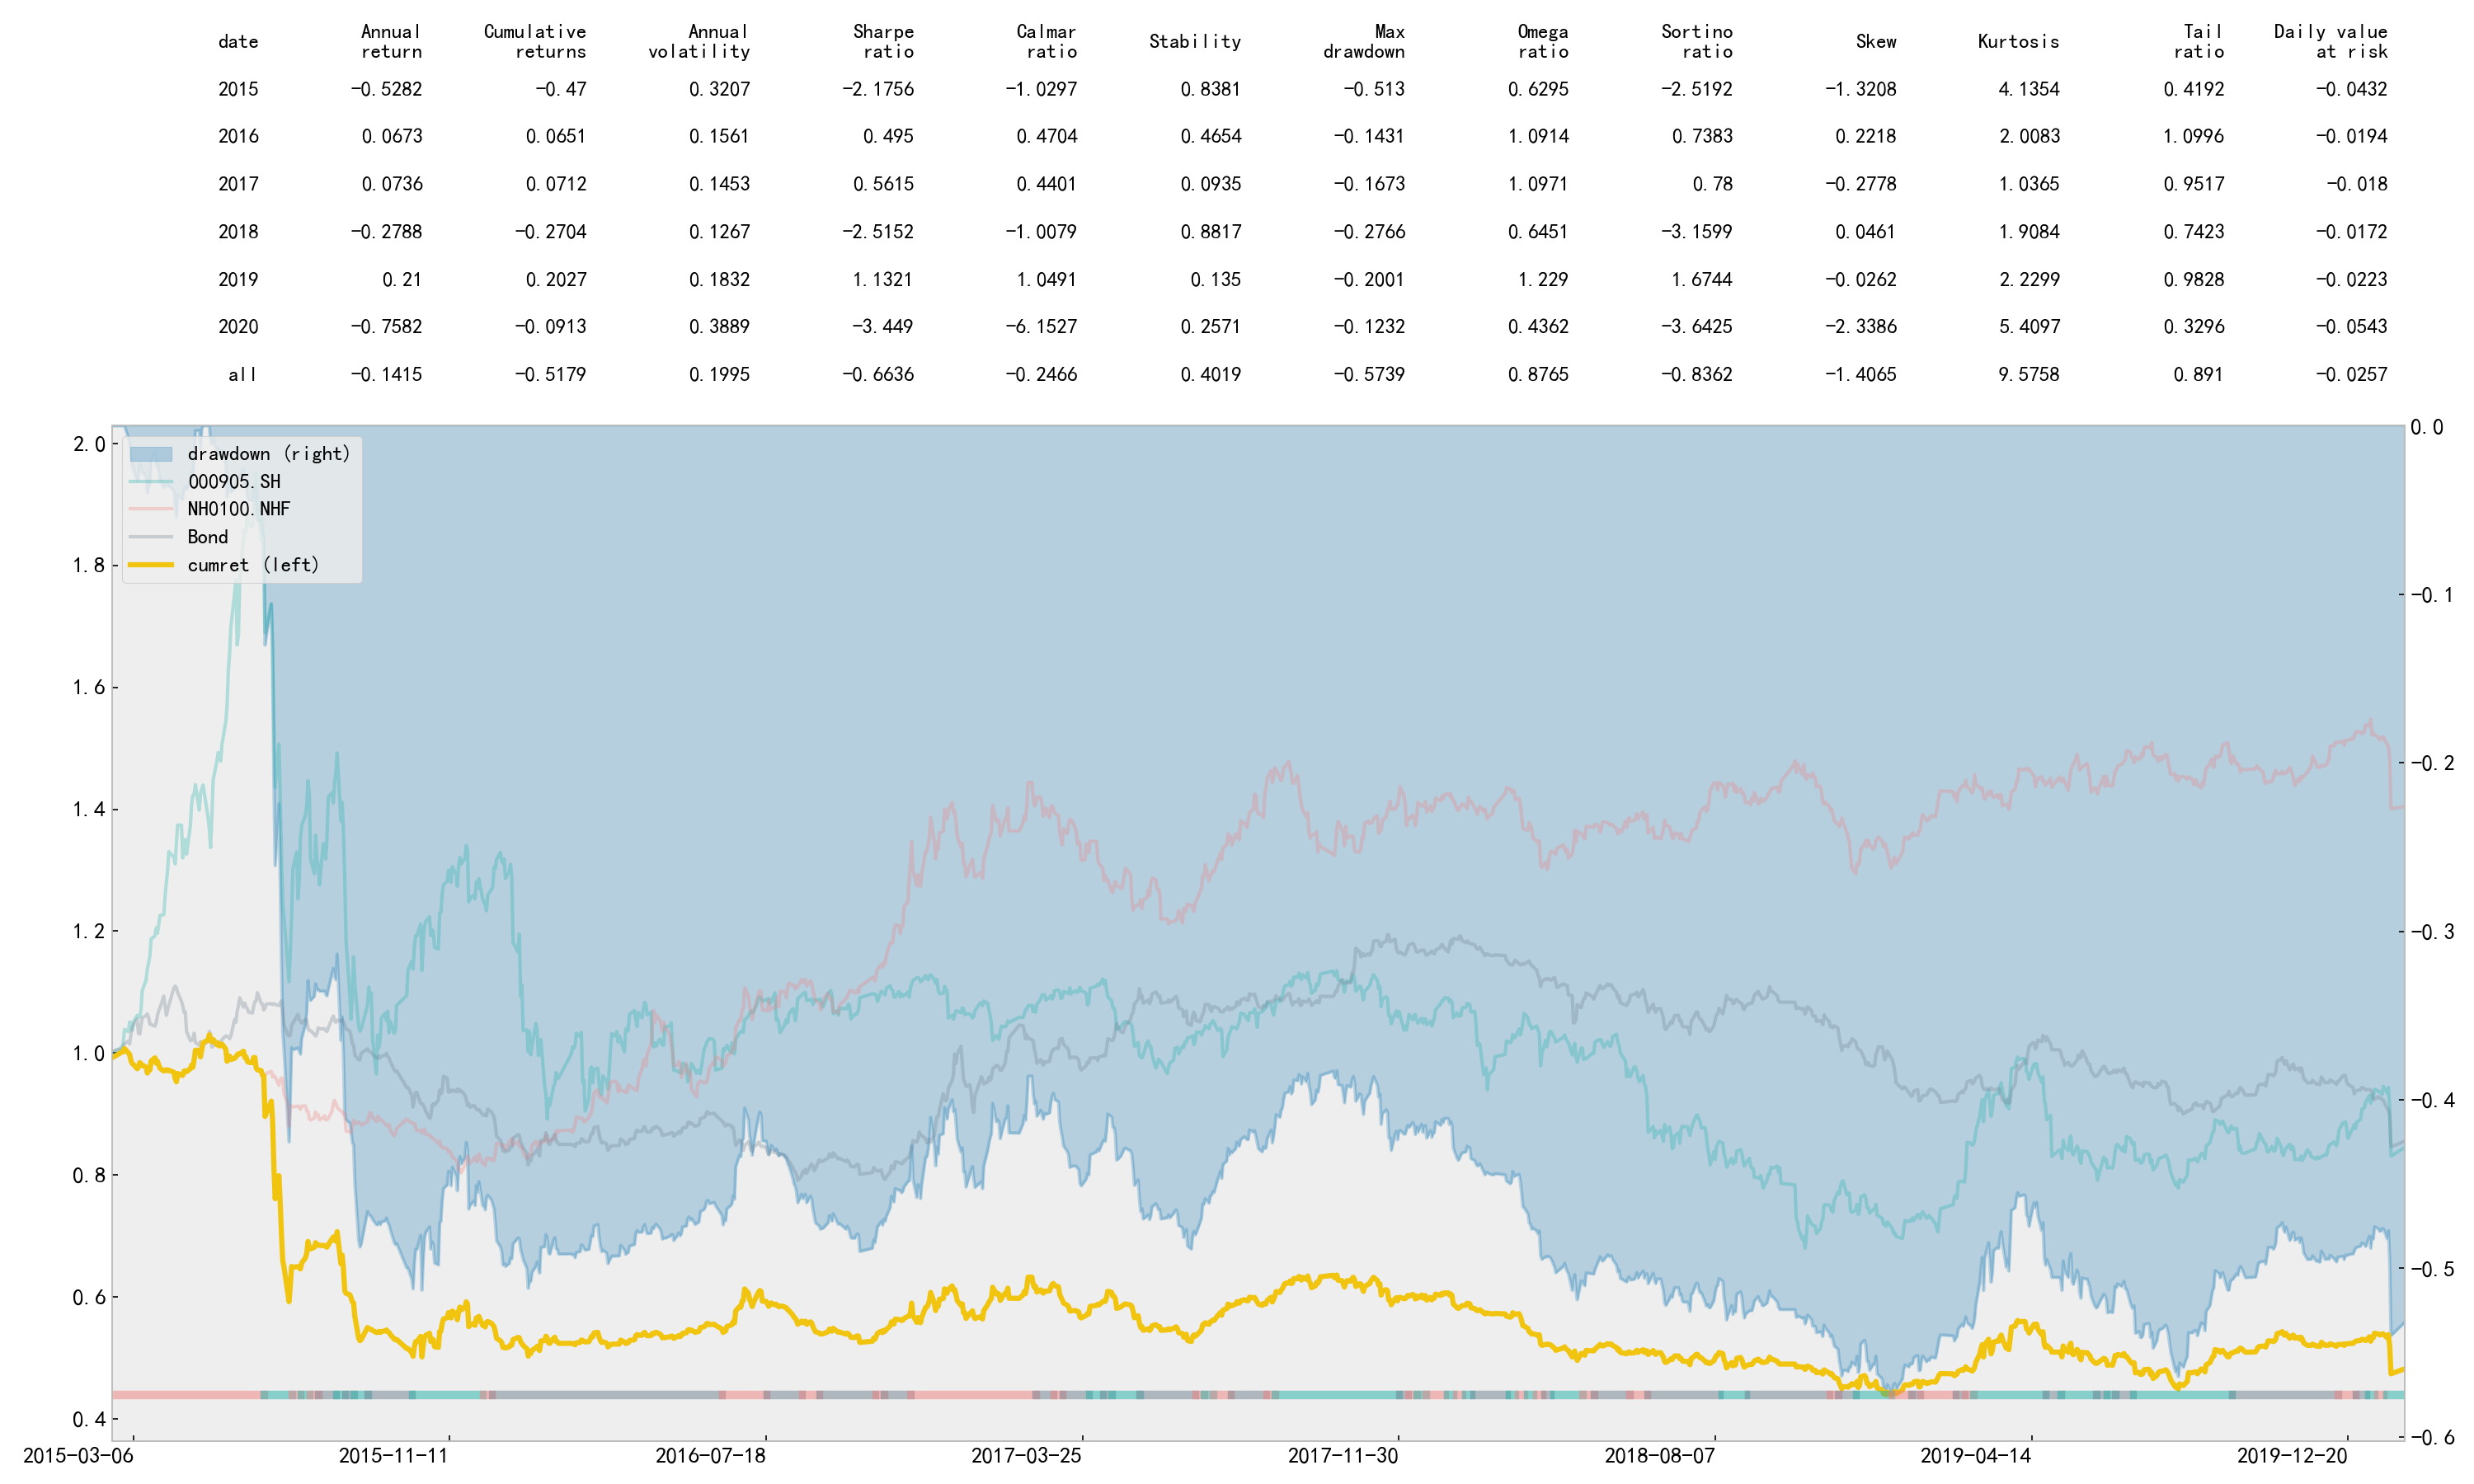 date Annual return Cumulative returns Annual volatility Sharpe ratio Calmar ratio Stability Max drawdown Omega ratio Sortino ratio Skew Kurtosis Tail ratio Daily value at risk
2015 -0.5282 -0.47 0.3207 -2.1756 -1.0297 0.8381 -0.513 0.6295 -2.5192 -1.3208 4.1354 0.4192 -0.0432
2016 0.0673 0.0651 0.1561 0.495 0.4704 0.4654 -0.1431 1.0914 0.7383 0.2218 2.0083 1.0996 -0.0194
2017 0.0736 0.0712 0.1453 0.5615 0.4401 0.0935 -0.1673 1.0971 0.78 -0.2778 1.0365 0.9517 -0.018
2018 -0.2788 -0.2704 0.1267 -2.5152 -1.0079 0.8817 -0.2766 0.6451 -3.1599 0.0461 1.9084 0.7423 -0.0172
2019 0.21 0.2027 0.1832 1.1321 1.0491 0.135 -0.2001 1.229 1.6744 -0.0262 2.2299 0.9828 -0.0223
2020 -0.7582 -0.0913 0.3889 -3.449 -6.1527 0.2571 -0.1232 0.4362 -3.6425 -2.3386 5.4097 0.3296 -0.0543
all -0.1415 -0.5179 0.1995 -0.6636 -0.2466 0.4019 -0.5739 0.8765 -0.8362 -1.4065 9.5758 0.891 -0.0257
drawdown (right)
000905.SH
NH0100.NHF
Bond
cumret (left)
2.0
1.8
1.6
1.4
1.2
1.0
0.8
0.6
0.4
0.0
-0.1
-0.2
-0.3
-0.4
-0.5
-0.6
2015-03-06 2015-11-11 2016-07-18 2017-03-25 2017-11-30 2018-08-07 2019-04-14 2019-12-20